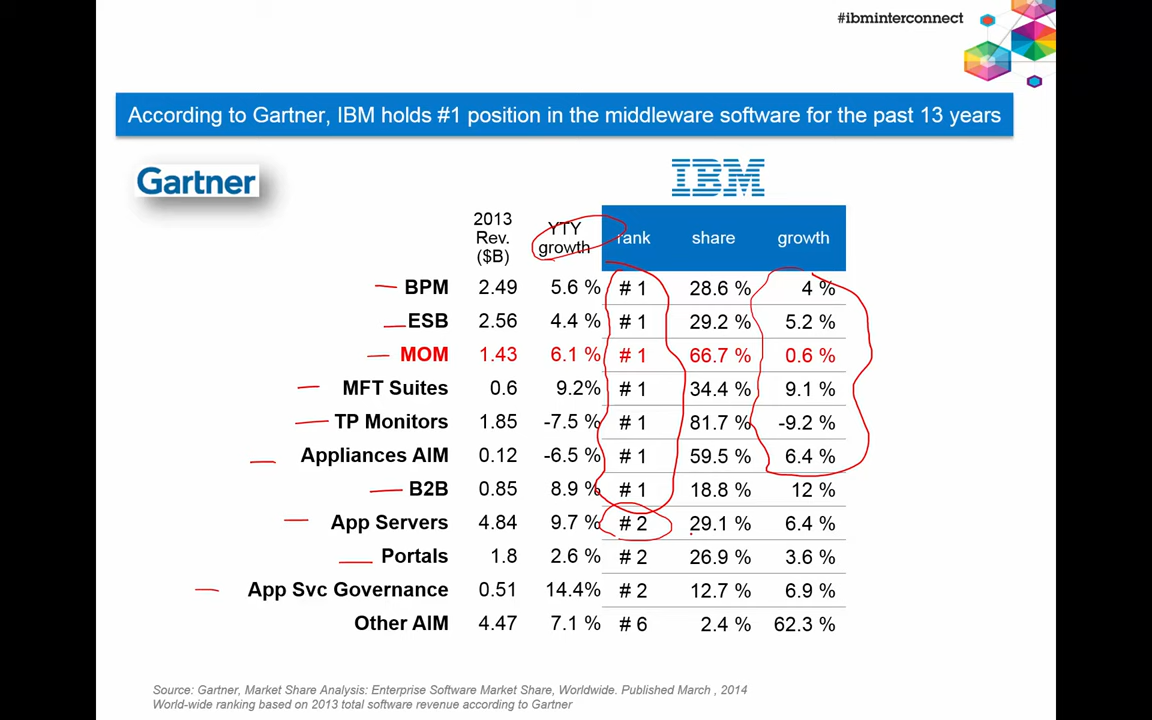 #ibminterconnect
According to Gartner, IBM holds #1 position in the middleware software for the past 13 years
Gartner
IBM
2013 Rev. ($B) YTY growth rank share growth
BPM 2.49 5.6 % # 1 28.6 % 4 %
ESB 2.56 4.4 % # 1 29.2 % 5.2 %
MOM 1.43 6.1 % # 1 66.7 % 0.6 %
MFT Suites 0.6 9.2% # 1 34.4 % 9.1 %
TP Monitors 1.85 -7.5 % # 1 81.7 % -9.2 %
Appliances AIM 0.12 -6.5 % # 1 59.5 % 6.4 %
B2B 0.85 8.9 % # 1 18.8 % 12 %
App Servers 4.84 9.7 % # 2 29.1 % 6.4 %
Portals 1.8 2.6 % # 2 26.9 % 3.6 %
App Svc Governance 0.51 14.4% # 2 12.7 % 6.9 %
Other AIM 4.47 7.1 % # 6 2.4 % 62.3 %
Source: Gartner, Market Share Analysis: Enterprise Software Market Share, Worldwide. Published March , 2014
World-wide ranking based on 2013 total software revenue according to Gartner